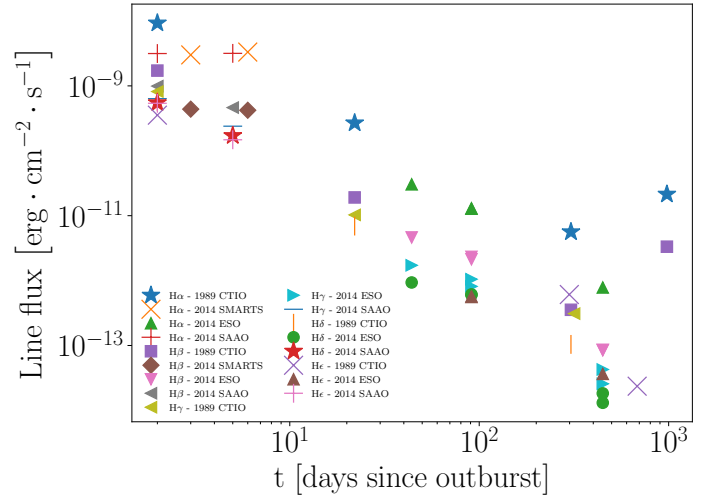 Line flux [erg · cm⁻² · s⁻¹]
10⁻⁹
10⁻¹¹
10⁻¹³
Hα - 1989 CTIO
Hα - 2014 SMARTS
Hα - 2014 ESO
Hα - 2014 SAAO
Hβ - 1989 CTIO
Hβ - 2014 SMARTS
Hβ - 2014 ESO
Hβ - 2014 SAAO
Hγ - 1989 CTIO
Hγ - 2014 ESO
Hγ - 2014 SAAO
Hδ - 1989 CTIO
Hδ - 2014 ESO
Hδ - 2014 SAAO
Hϵ - 1989 CTIO
Hϵ - 2014 ESO
Hϵ - 2014 SAAO
10¹ 10² 10³
t [days since outburst]